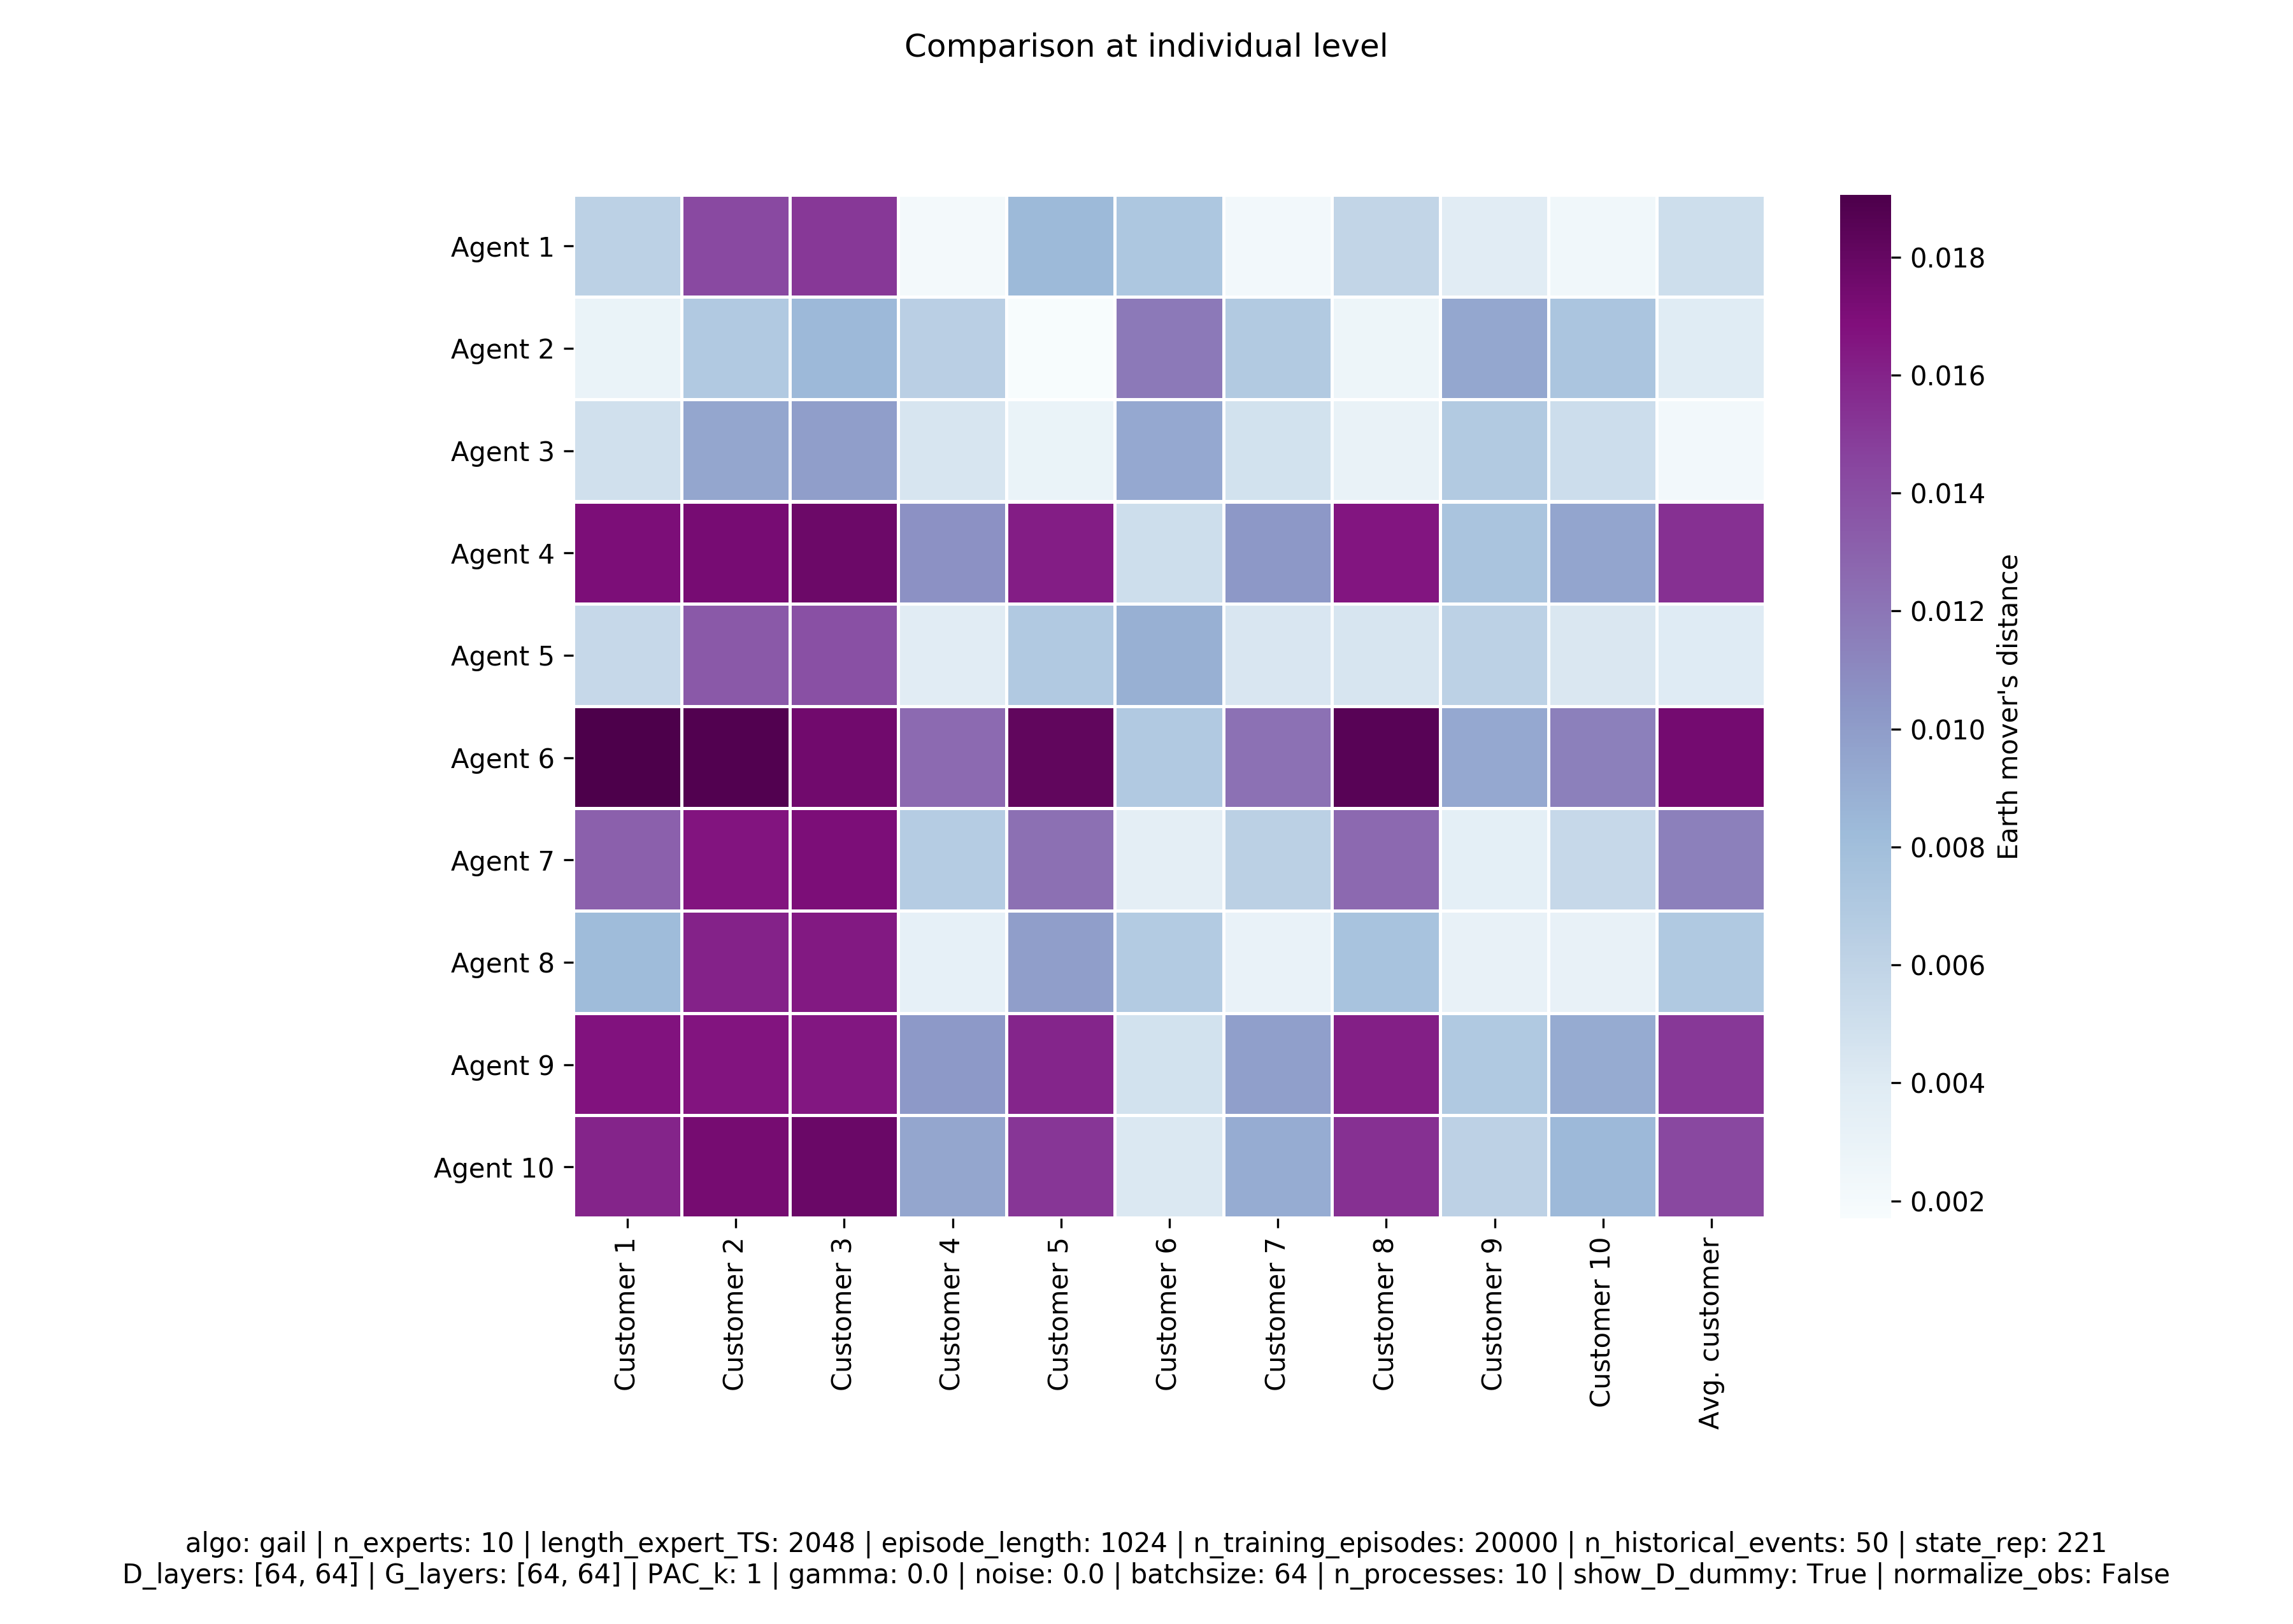 Comparison at individual level
Agent 1
Agent 2
Agent 3
Agent 4
Agent 5
Agent 6
Agent 7
Agent 8
Agent 9
Agent 10
Customer 1
Customer 2
Customer 3
Customer 4
Customer 5
Customer 6
Customer 7
Customer 8
Customer 9
Customer 10
Avg. customer
0.018
0.016
0.014
0.012
0.010
0.008
0.006
0.004
0.002
Earth mover's distance
algo: gail | n_experts: 10 | length_expert_TS: 2048 | episode_length: 1024 | n_training_episodes: 20000 | n_historical_events: 50 | state_rep: 221
D_layers: [64, 64] | G_layers: [64, 64] | PAC_k: 1 | gamma: 0.0 | noise: 0.0 | batchsize: 64 | n_processes: 10 | show_D_dummy: True | normalize_obs: False